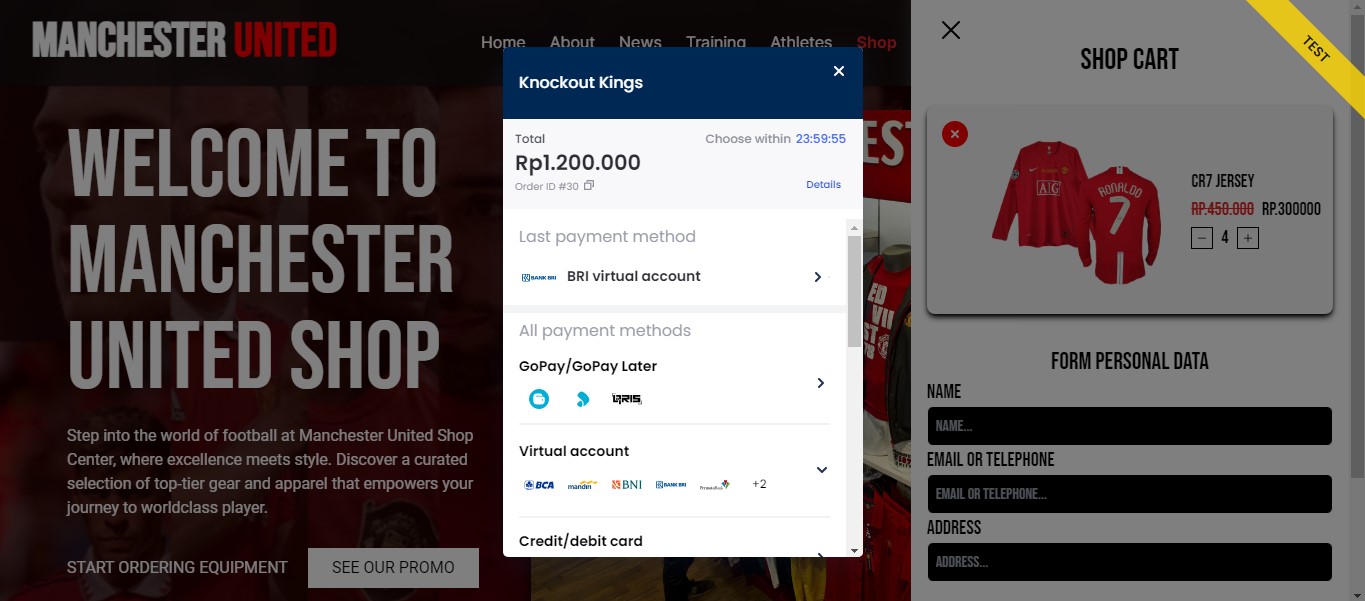 MANCHESTER UNITED
Home About News Training Athletes Shop
WELCOME TO
MANCHESTER
UNITED SHOP
Step into the world of football at Manchester United Shop
Center, where excellence meets style. Discover a curated
selection of top-tier gear and apparel that empowers your
journey to worldclass player.
START ORDERING EQUIPMENT
SEE OUR PROMO
Knockout Kings
Total
Choose within 23:59:55
Rp1.200.000
Order ID #30
Details
Last payment method
BANK BRI
BRI virtual account
All payment methods
GoPay/GoPay Later
QRIS
Virtual account
BCA
mandiri
BNI
BANK BRI
PermataBank
+2
Credit/debit card
TEST
SHOP CART
AIG
RONALDO
7
CR7 JERSEY
RP.450.000 RP.300000
− 4 +
FORM PERSONAL DATA
NAME
NAME...
EMAIL OR TELEPHONE
EMAIL OR TELEPHONE...
ADDRESS
ADDRESS...